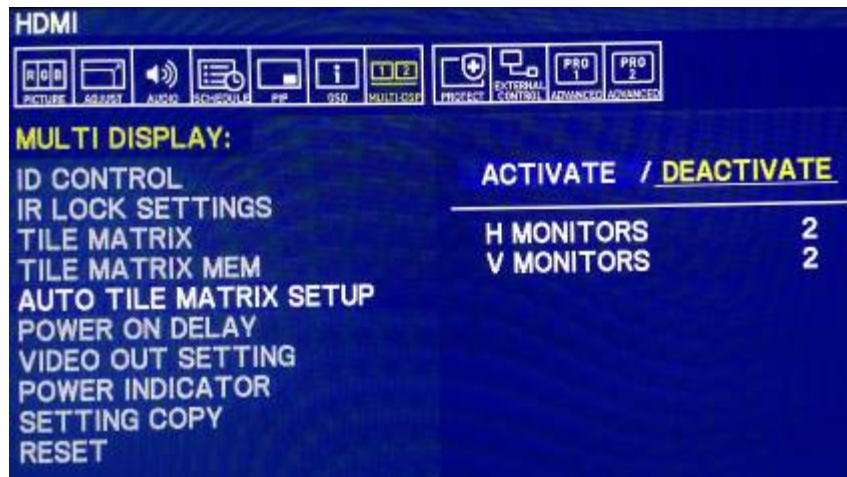 HDMI
RGB
i
1 2
PRO 1
PRO 2
PICTURE ADJUST AUDIO SCHEDULE PIP OSD MULTI-DSP PROTECT EXTERNAL CONTROL ADVANCED ADVANCED
MULTI DISPLAY:
ID CONTROL
ACTIVATE / DEACTIVATE
IR LOCK SETTINGS
TILE MATRIX
H MONITORS 2
TILE MATRIX MEM
V MONITORS 2
AUTO TILE MATRIX SETUP
POWER ON DELAY
VIDEO OUT SETTING
POWER INDICATOR
SETTING COPY
RESET